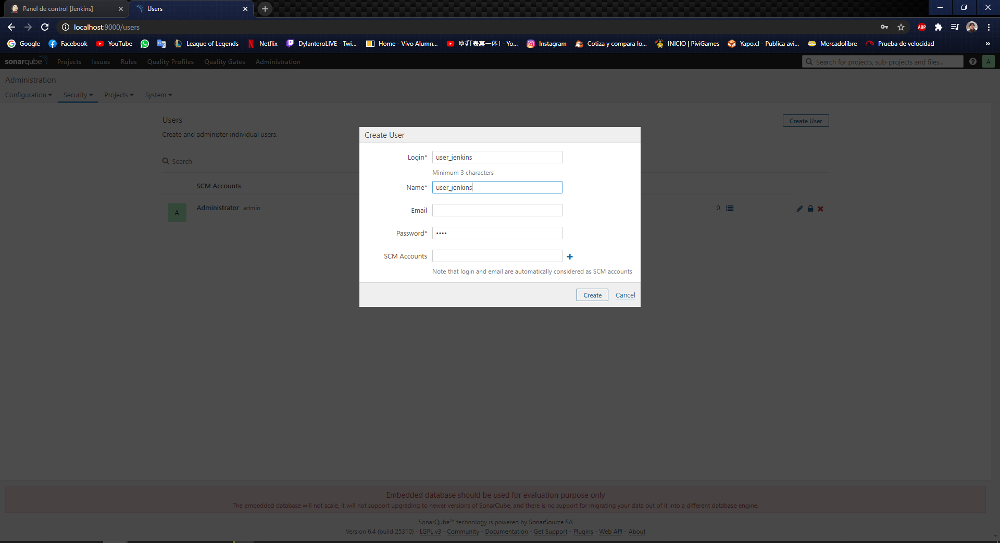 Panel de control [Jenkins]
Users
localhost:9000/users
ABP
Google
Facebook
YouTube
League of Legends
Netflix
DylanteroLIVE - Twi...
Home - Vivo Alumn...
ゆず「表裏一体」 - Yo...
Instagram
Cotiza y compara lo...
INICIO | PiviGames
Yapo.cl - Publica avi...
Mercadolibre
Prueba de velocidad
»
sonarqube
Projects
Issues
Rules
Quality Profiles
Quality Gates
Administration
Search for projects, sub-projects and files...
A
Administration
Configuration
Security
Projects
System
Users
Create User
Create and administer individual users.
Search
SCM Accounts
A
Administrator admin
0
Create User
Login* user_jenkins
Minimum 3 characters
Name* user_jenkins
Email
Password* ••••
SCM Accounts
Note that login and email are automatically considered as SCM accounts
Create
Cancel
Embedded database should be used for evaluation purpose only
The embedded database will not scale, it will not support upgrading to newer versions of SonarQube, and there is no support for migrating your data out of it into a different database engine.
SonarQube™ technology is powered by SonarSource SA
Version 6.4 (build 25310) - LGPL v3 - Community - Documentation - Get Support - Plugins - Web API - About